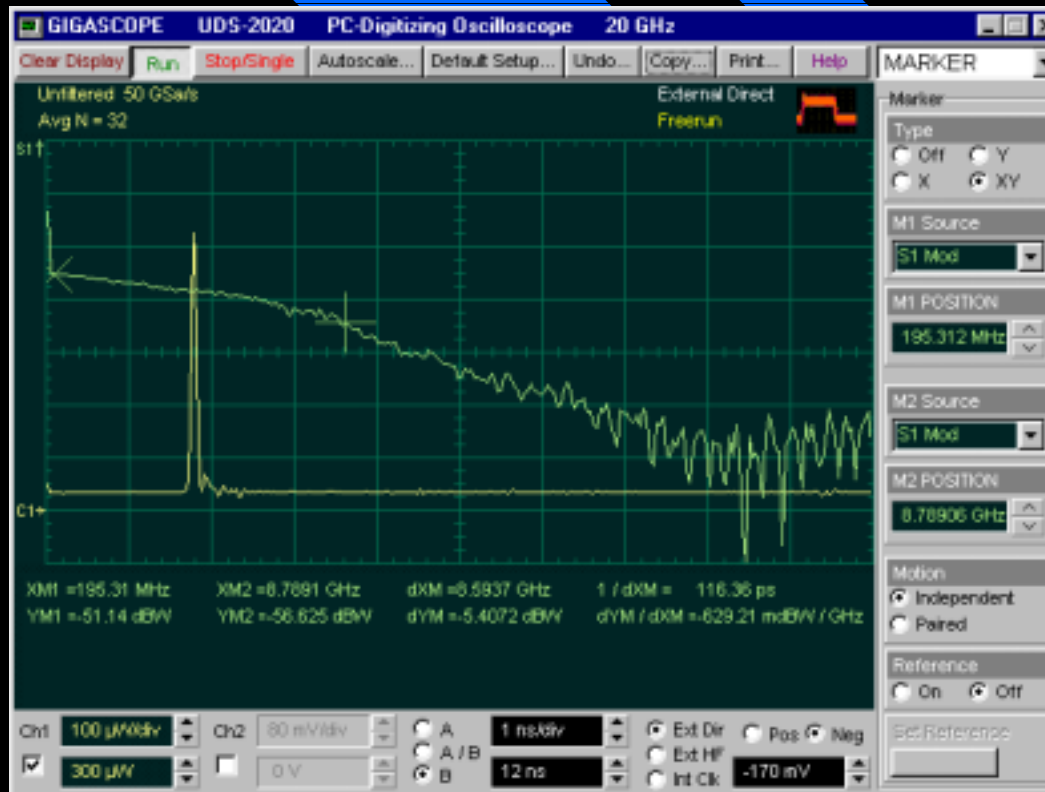 GIGASCOPE UDS-2020 PC-Digitizing Oscilloscope 20 GHz
Clear Display Run Stop/Single Autoscale... Default Setup... Undo... Copy... Print... Help MARKER
Unfiltered 50 GSa/s External Direct
Avg N = 32 Freerun
S1
C1
Marker
Type
Off Y
X XY
M1 Source
S1 Mod
M1 POSITION
195.312 MHz
M2 Source
S1 Mod
M2 POSITION
8.78906 GHz
Motion
Independent
Paired
Reference
On Off
Set Reference
XM1 =195.31 MHz XM2 =8.7891 GHz dXM =8.5937 GHz 1 / dXM = 116.36 ps
YM1 =-51.14 dBW YM2 =-56.625 dBW dYM =-5.4072 dBW dYM / dXM =-629.21 mdBW / GHz
Ch1 100 µW/div Ch2 80 mV/div A 1 ns/div Ext Dir Pos Neg
A / B Ext HF
300 µW 0 V B 12 ns Int Clk -170 mV